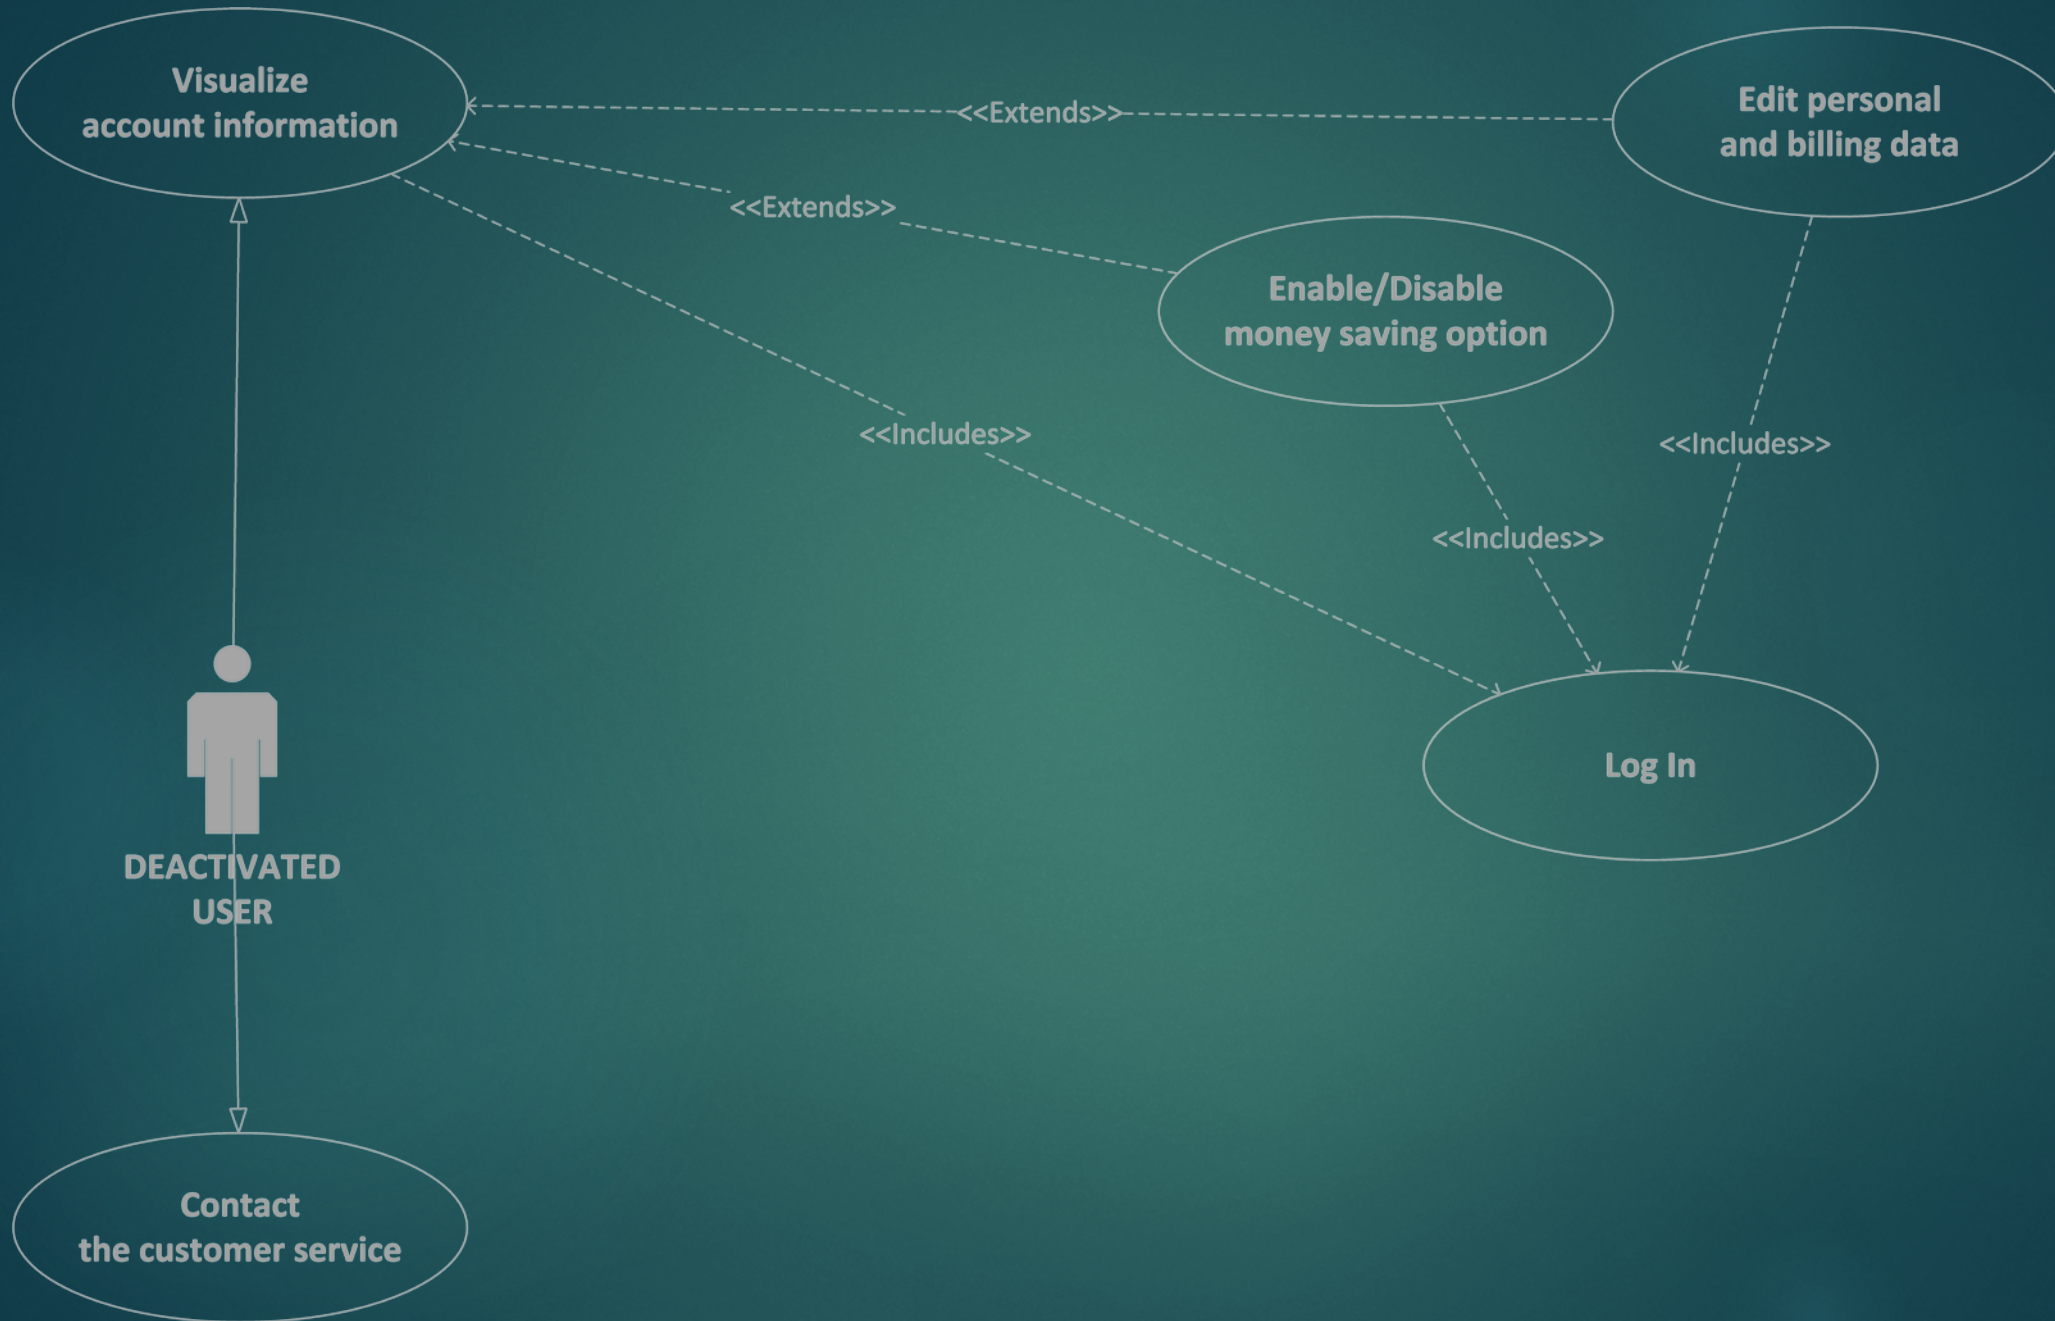 Visualize
account information
<<Extends>>
Edit personal
and billing data
<<Extends>>
Enable/Disable
money saving option
<<Includes>>
<<Includes>>
<<Includes>>
Log In
DEACTIVATED
USER
Contact
the customer service